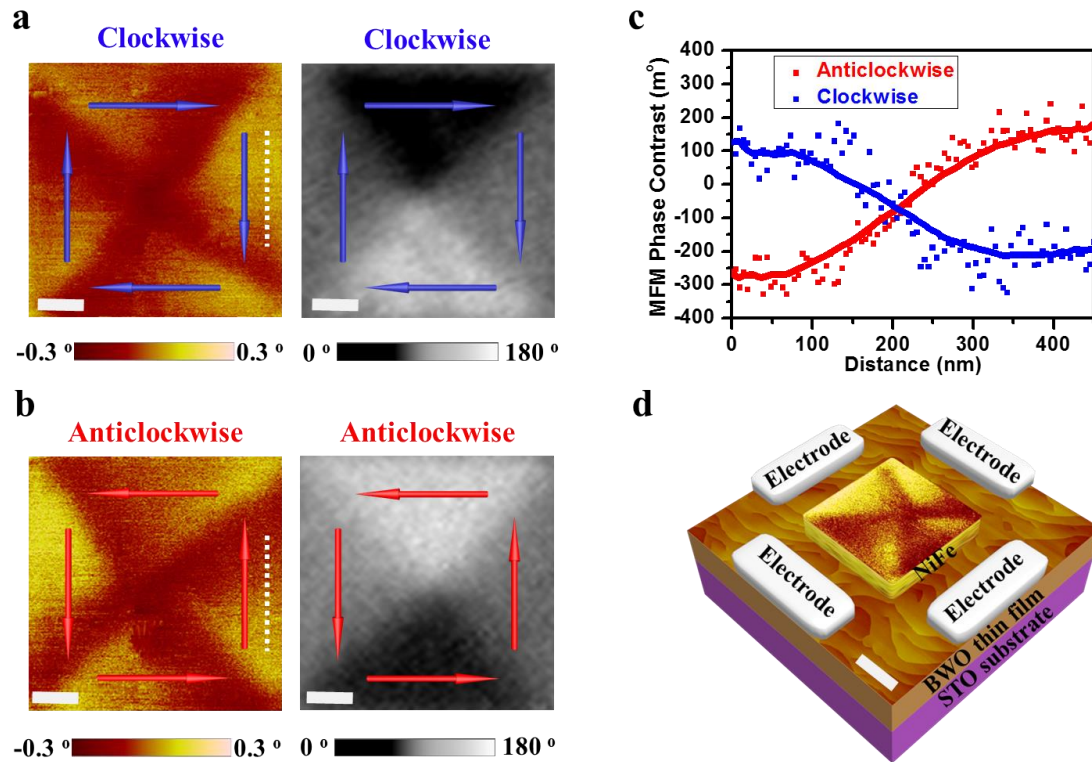 a
Clockwise
Clockwise
-0.3 º
0.3 º
0 º
180 º
b
Anticlockwise
Anticlockwise
-0.3 º
0.3 º
0 º
180 º
c
MFM Phase Contrast (mº)
400
300
200
100
0
-100
-200
-300
-400
Anticlockwise
Clockwise
0
100
200
300
400
Distance (nm)
d
Electrode
Electrode
Electrode
Electrode
NiFe
BWO thin film
STO substrate